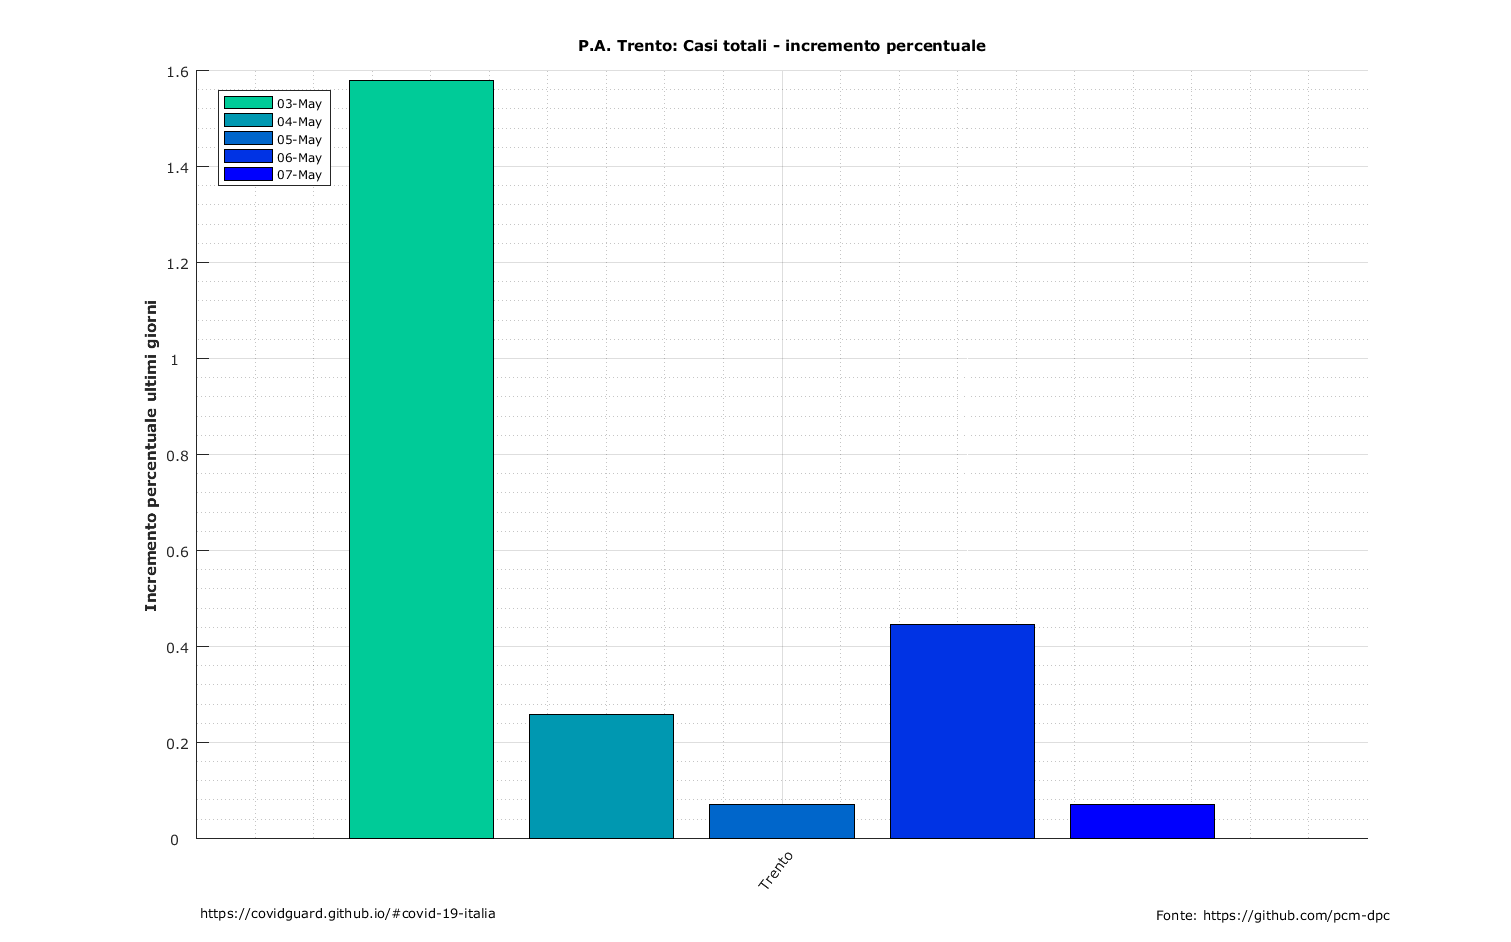 P.A. Trento: Casi totali - incremento percentuale
03-May
04-May
05-May
06-May
07-May
Incremento percentuale ultimi giorni
1.6
1.4
1.2
1
0.8
0.6
0.4
0.2
0
Trento
https://covidguard.github.io/#covid-19-italia
Fonte: https://github.com/pcm-dpc